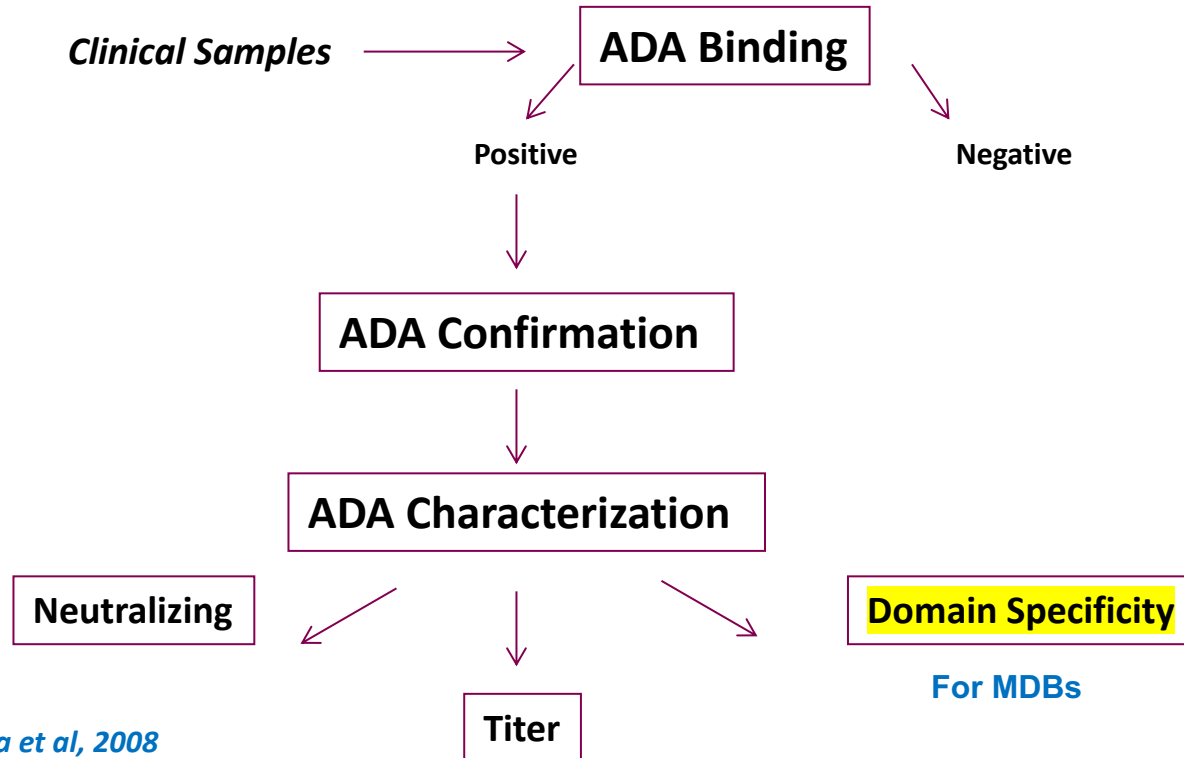 Clinical Samples
ADA Binding
Positive
Negative
ADA Confirmation
ADA Characterization
Neutralizing
Domain Specificity
For MDBs
Titer
et al, 2008